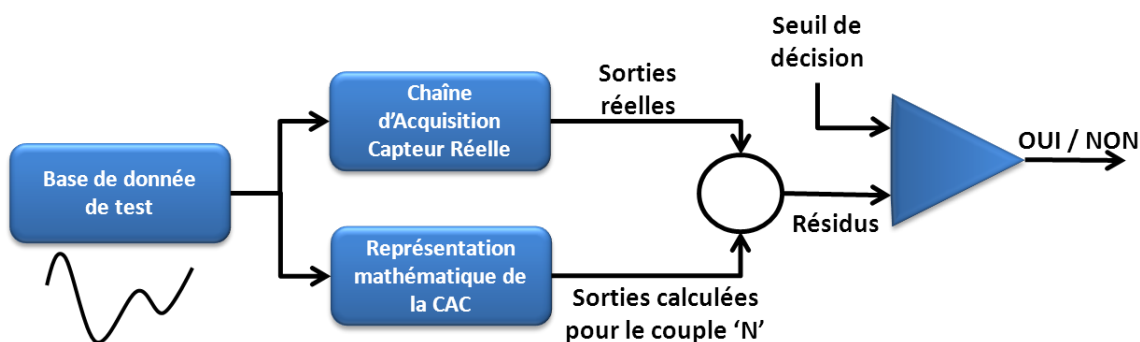 Base de donnée
de test
Chaîne
d'Acquisition
Capteur Réelle
Représentation
mathématique de
la CAC
Sorties
réelles
Sorties calculées
pour le couple 'N'
Résidus
Seuil de
décision
OUI / NON